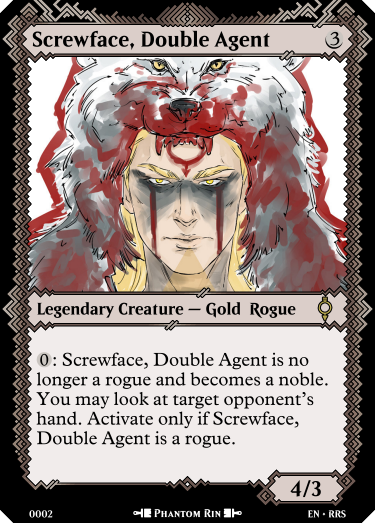 Screwface, Double Agent 3
Legendary Creature — Gold Rogue
0: Screwface, Double Agent is no
longer a rogue and becomes a noble.
You may look at target opponent's
hand. Activate only if Screwface,
Double Agent is a rogue.
4/3
0002 Phantom Rin EN • RRS